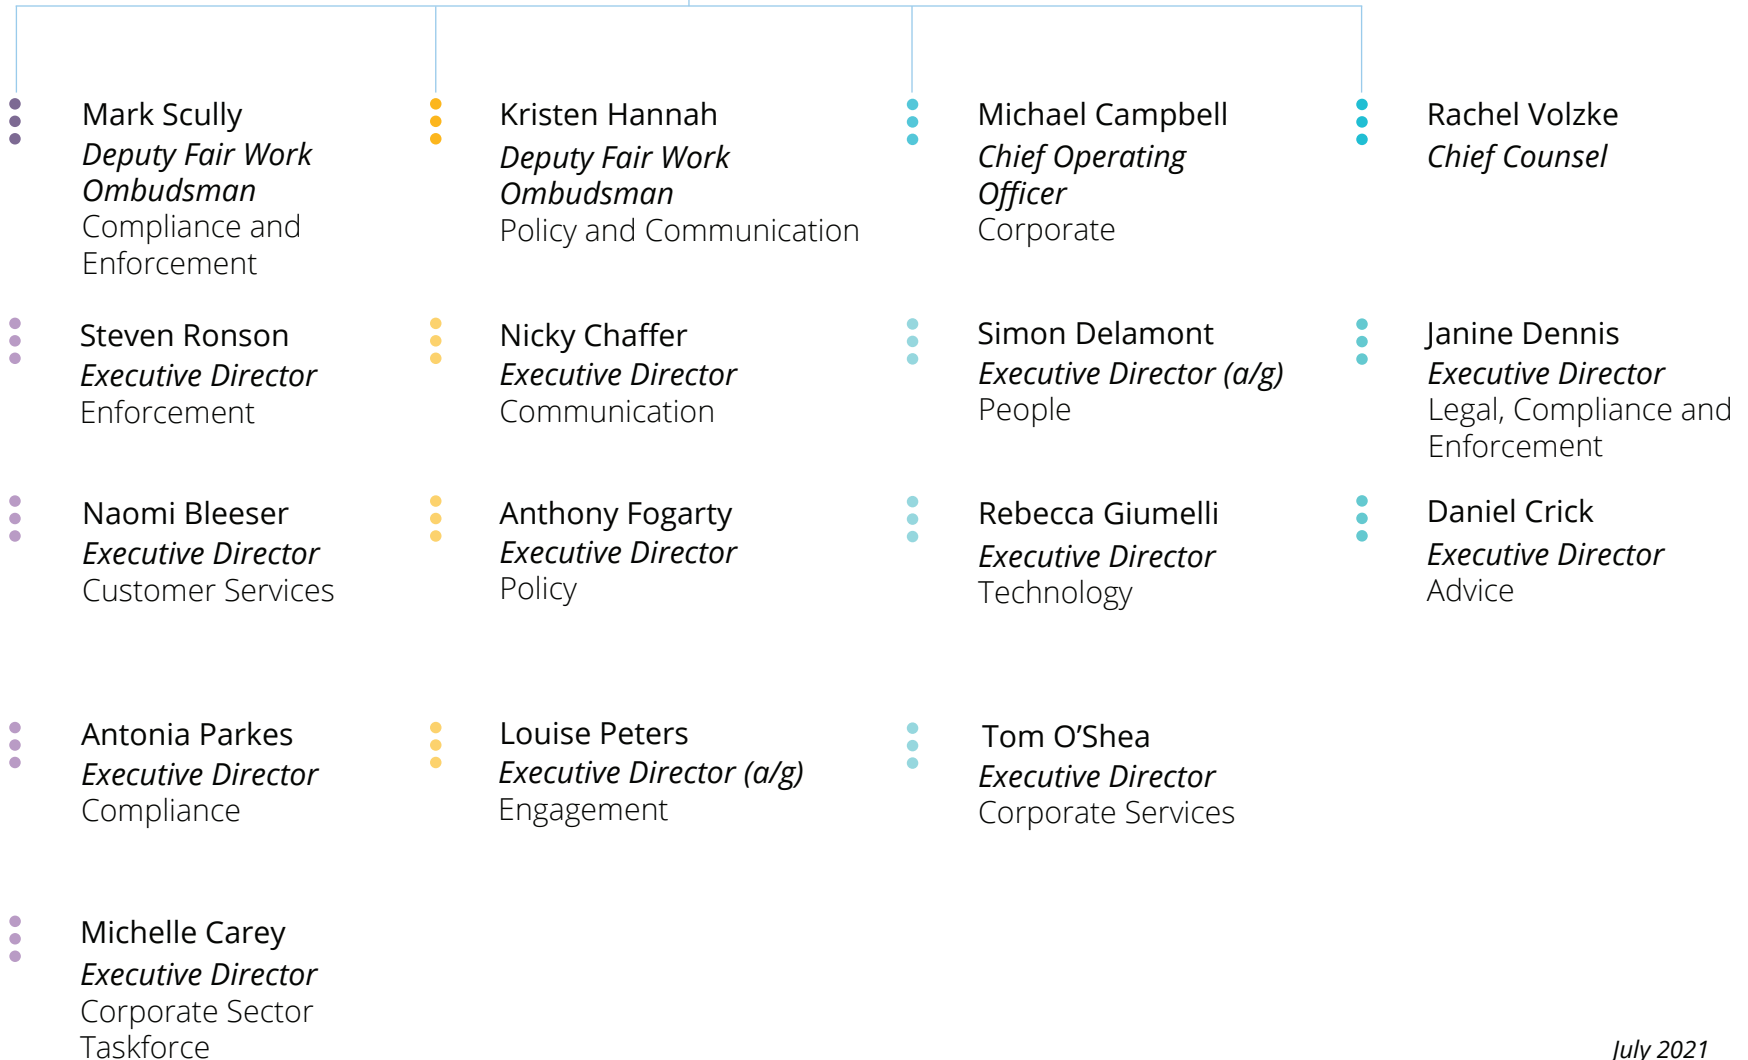 Mark Scully
Deputy Fair Work
Ombudsman
Compliance and
Enforcement
Steven Ronson
Executive Director
Enforcement
Naomi Bleeser
Executive Director
Customer Services
Antonia Parkes
Executive Director
Compliance
Michelle Carey
Executive Director
Corporate Sector
Taskforce
Kristen Hannah
Deputy Fair Work
Ombudsman
Policy and Communication
Nicky Chaffer
Executive Director
Communication
Anthony Fogarty
Executive Director
Policy
Louise Peters
Executive Director (a/g)
Engagement
Michael Campbell
Chief Operating
Officer
Corporate
Simon Delamont
Executive Director (a/g)
People
Rebecca Giumelli
Executive Director
Technology
Tom O’Shea
Executive Director
Corporate Services
Rachel Volzke
Chief Counsel
Janine Dennis
Executive Director
Legal, Compliance and
Enforcement
Daniel Crick
Executive Director
Advice
July 2021